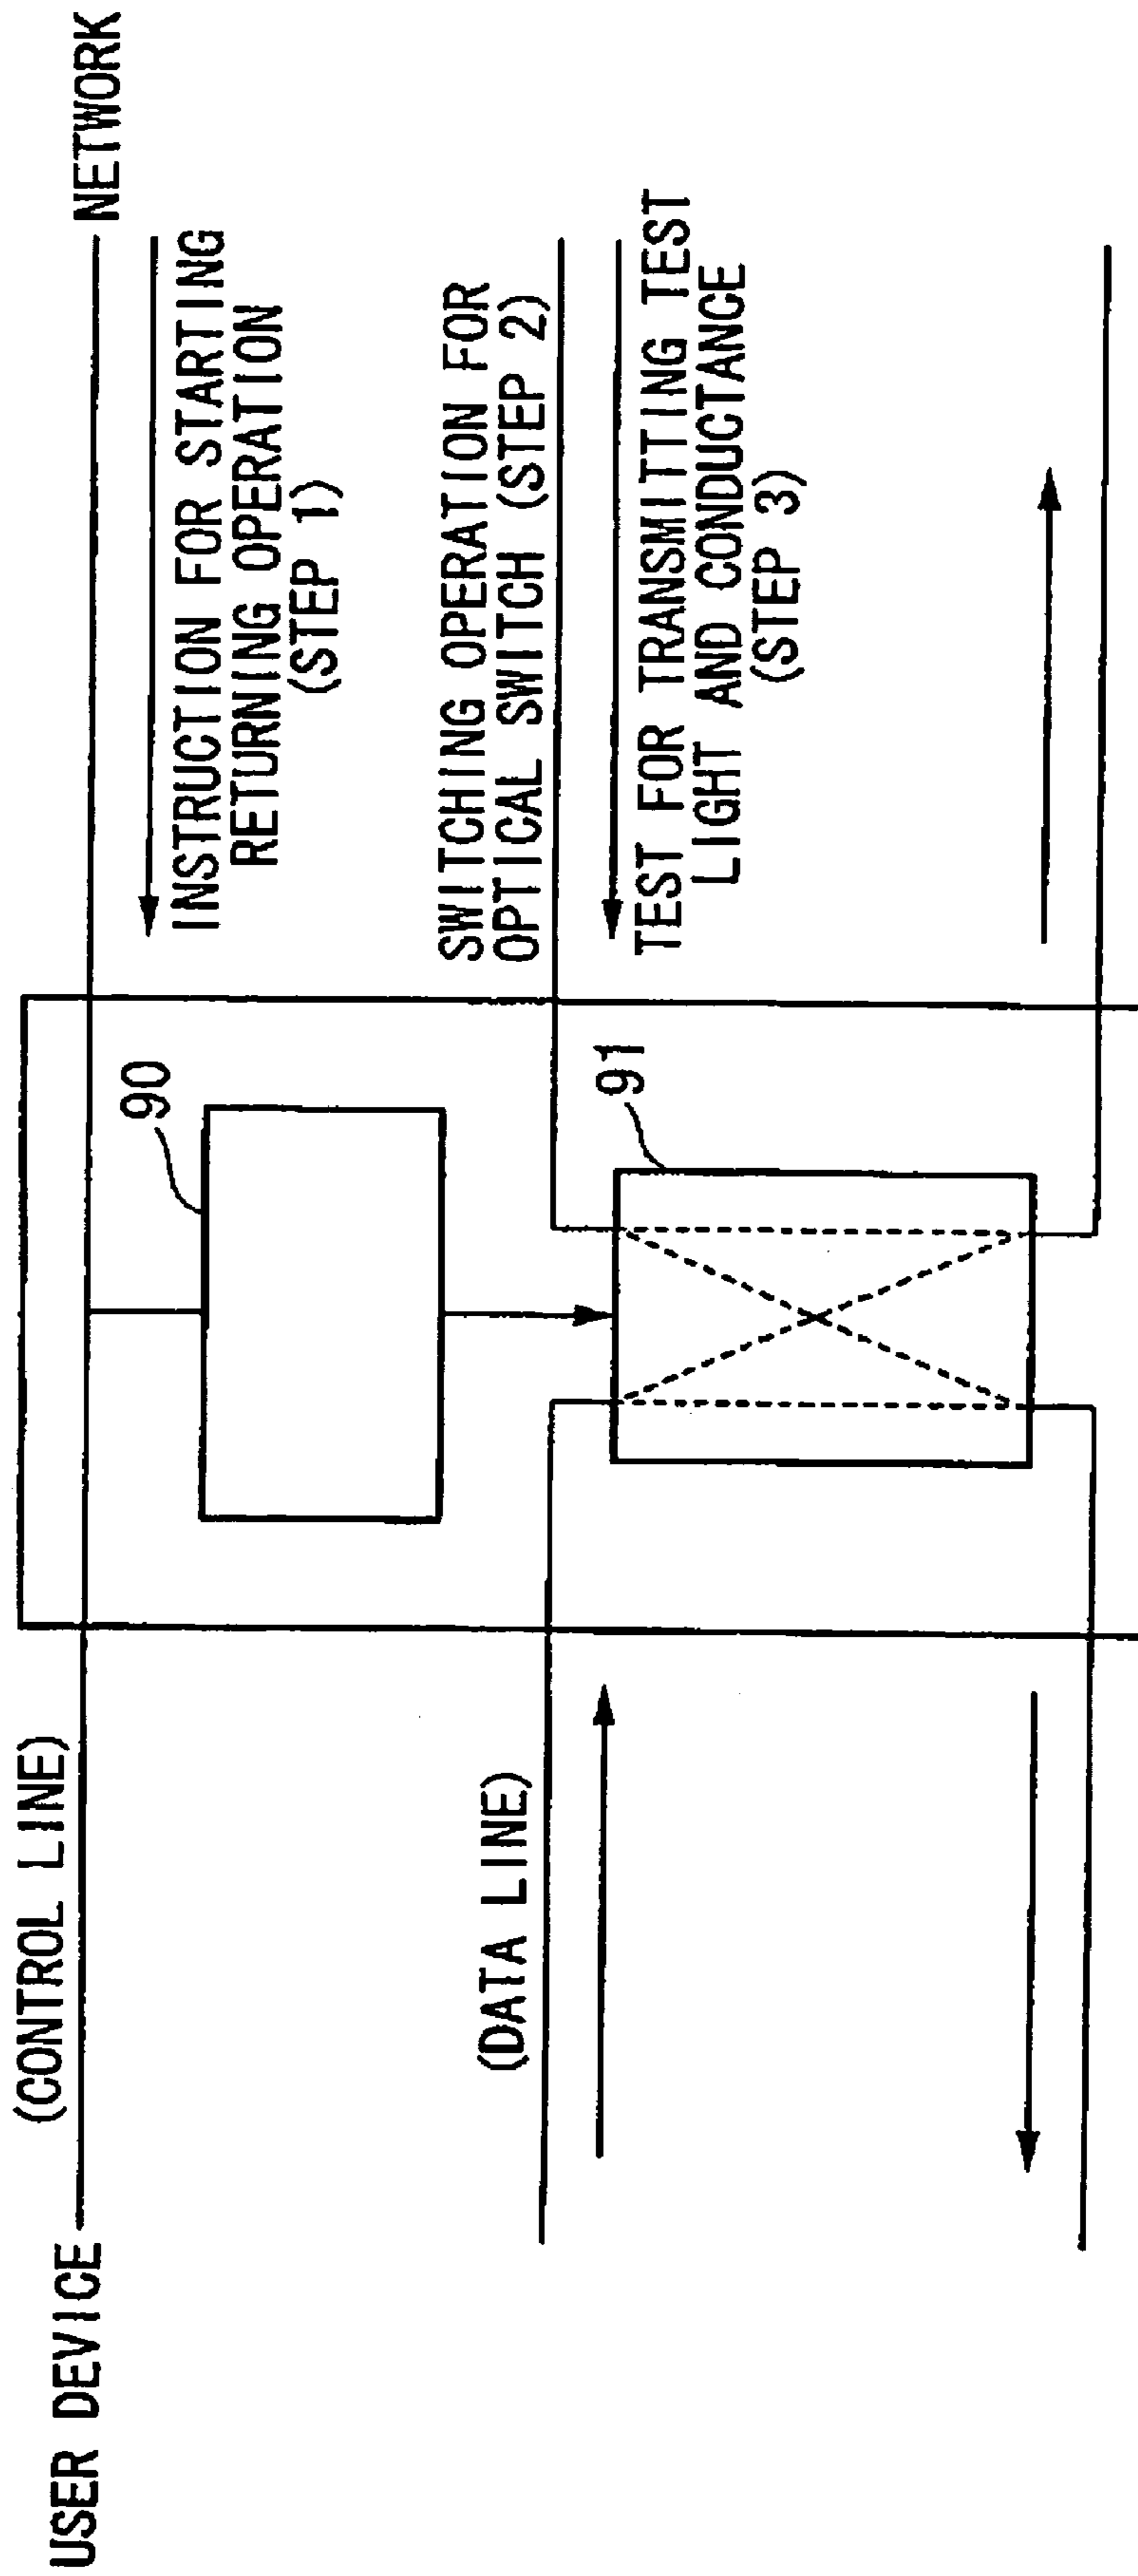 USER DEVICE
(CONTROL LINE)
NETWORK
INSTRUCTION FOR STARTING
RETURNING OPERATION
(STEP 1)
90
SWITCHING OPERATION FOR
OPTICAL SWITCH (STEP 2)
(DATA LINE)
91
TEST FOR TRANSMITTING TEST
LIGHT AND CONDUCTANCE
(STEP 3)